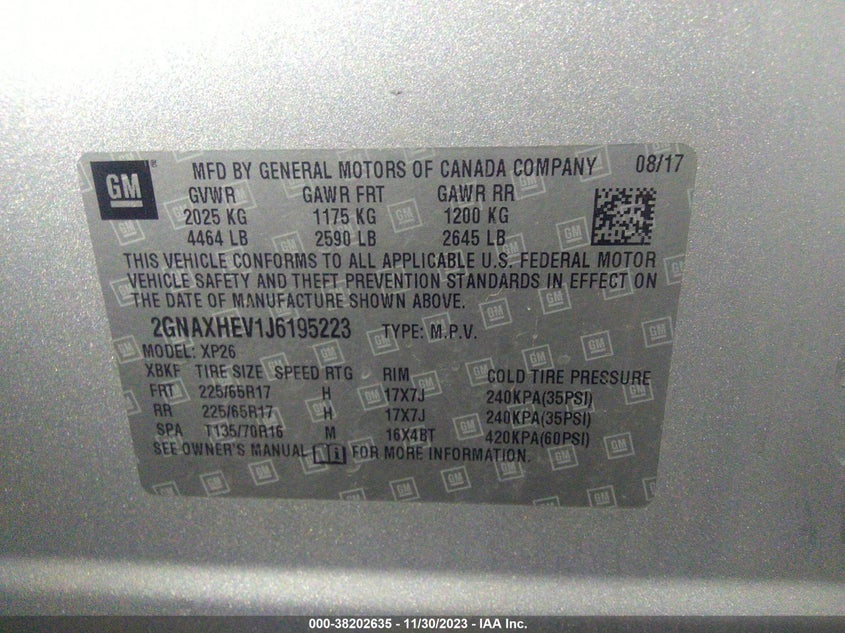 GM
MFD BY GENERAL MOTORS OF CANADA COMPANY 08/17
GVWR GAWR FRT GAWR RR
2025 KG 1175 KG 1200 KG
4464 LB 2590 LB 2645 LB
THIS VEHICLE CONFORMS TO ALL APPLICABLE U.S. FEDERAL MOTOR
VEHICLE SAFETY AND THEFT PREVENTION STANDARDS IN EFFECT ON
THE DATE OF MANUFACTURE SHOWN ABOVE.
2GNAXHEV1J6195223 TYPE: M.P.V.
MODEL: XP26
XBKF TIRE SIZE SPEED RTG RIM COLD TIRE PRESSURE
FRT 225/65R17 H 17X7J 240KPA(35PSI)
RR 225/65R17 H 17X7J 240KPA(35PSI)
SPA T135/70R16 M 16X4BT 420KPA(60PSI)
SEE OWNER'S MANUAL i FOR MORE INFORMATION.
000-38202635 - 11/30/2023 - IAA Inc.